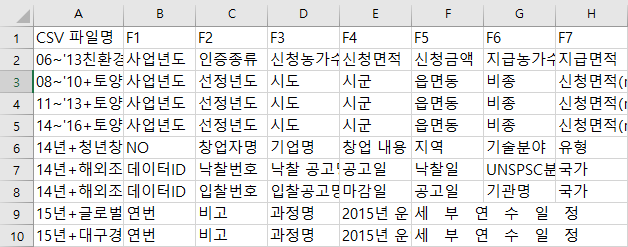 A B C D E F G H
1 CSV 파일명 F1 F2 F3 F4 F5 F6 F7
2 06~'13친환경 사업년도 인증종류 신청농가수 신청면적 신청금액 지급농가수 지급면적
3 08~'10+토양 사업년도 선정년도 시도 시군 읍면동 비종 신청면적(
4 11~'13+토양 사업년도 선정년도 시도 시군 읍면동 비종 신청면적(
5 14~'16+토양 사업년도 선정년도 시도 시군 읍면동 비종 신청면적(
6 14년+청년창 NO 창업자명 기업명 창업 내용 지역 기술분야 유형
7 14년+해외조 데이터ID 낙찰번호 낙찰 공고명 공고일 낙찰일 UNSPSC분 국가
8 14년+해외조 데이터ID 입찰번호 입찰공고명 마감일 공고일 기관명 국가
9 15년+글로벌 연번 비고 과정명 2015년 운 세 부 연 수 일 정
10 15년+대구경 연번 비고 과정명 2015년 운 세 부 연 수 일 정